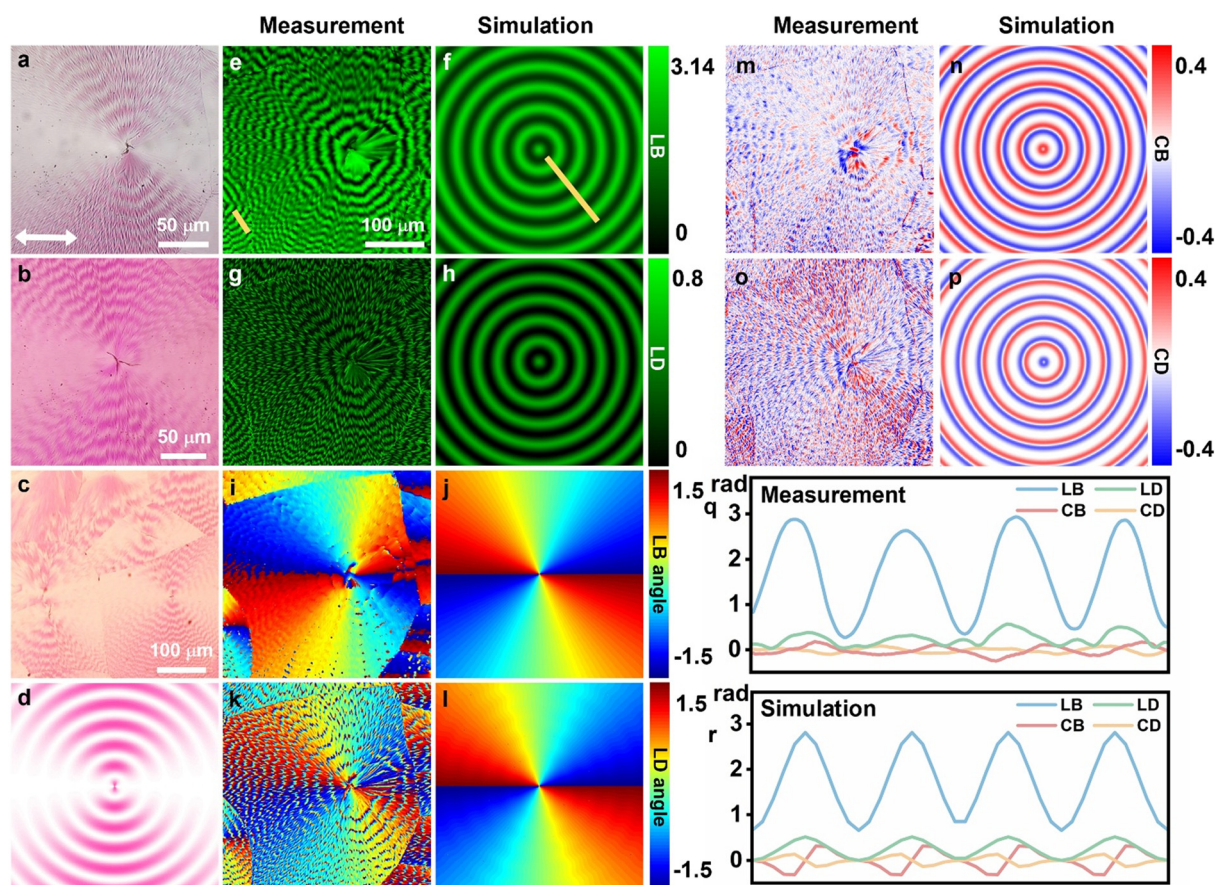 Measurement Simulation Measurement Simulation
a e f 3.14 m n 0.4
LB CB
50 μm 100 μm 0 -0.4
b g h 0.8 o p 0.4
LD CD
50 μm 0 -0.4
c i j 1.5 rad q Measurement LB LD
CB CD
3
LB angle 2
1
100 μm -1.5 0
d k l 1.5 rad r Simulation LB LD
CB CD
3
LD angle 2
1
-1.5 0